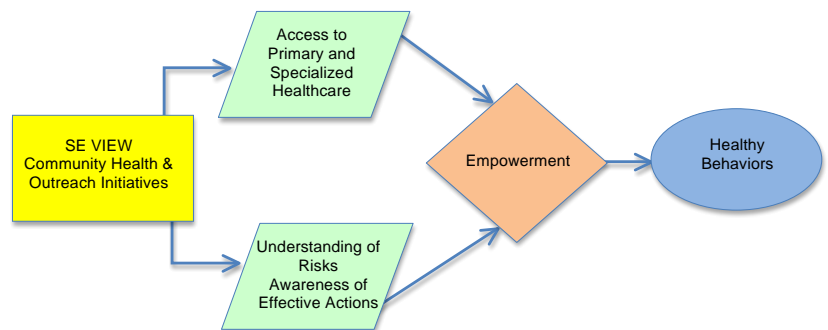 Access to
Primary and
Specialized
Healthcare
SE VIEW
Community Health &
Outreach Initiatives
Empowerment
Healthy
Behaviors
Understanding of
Risks
Awareness of
Effective Actions